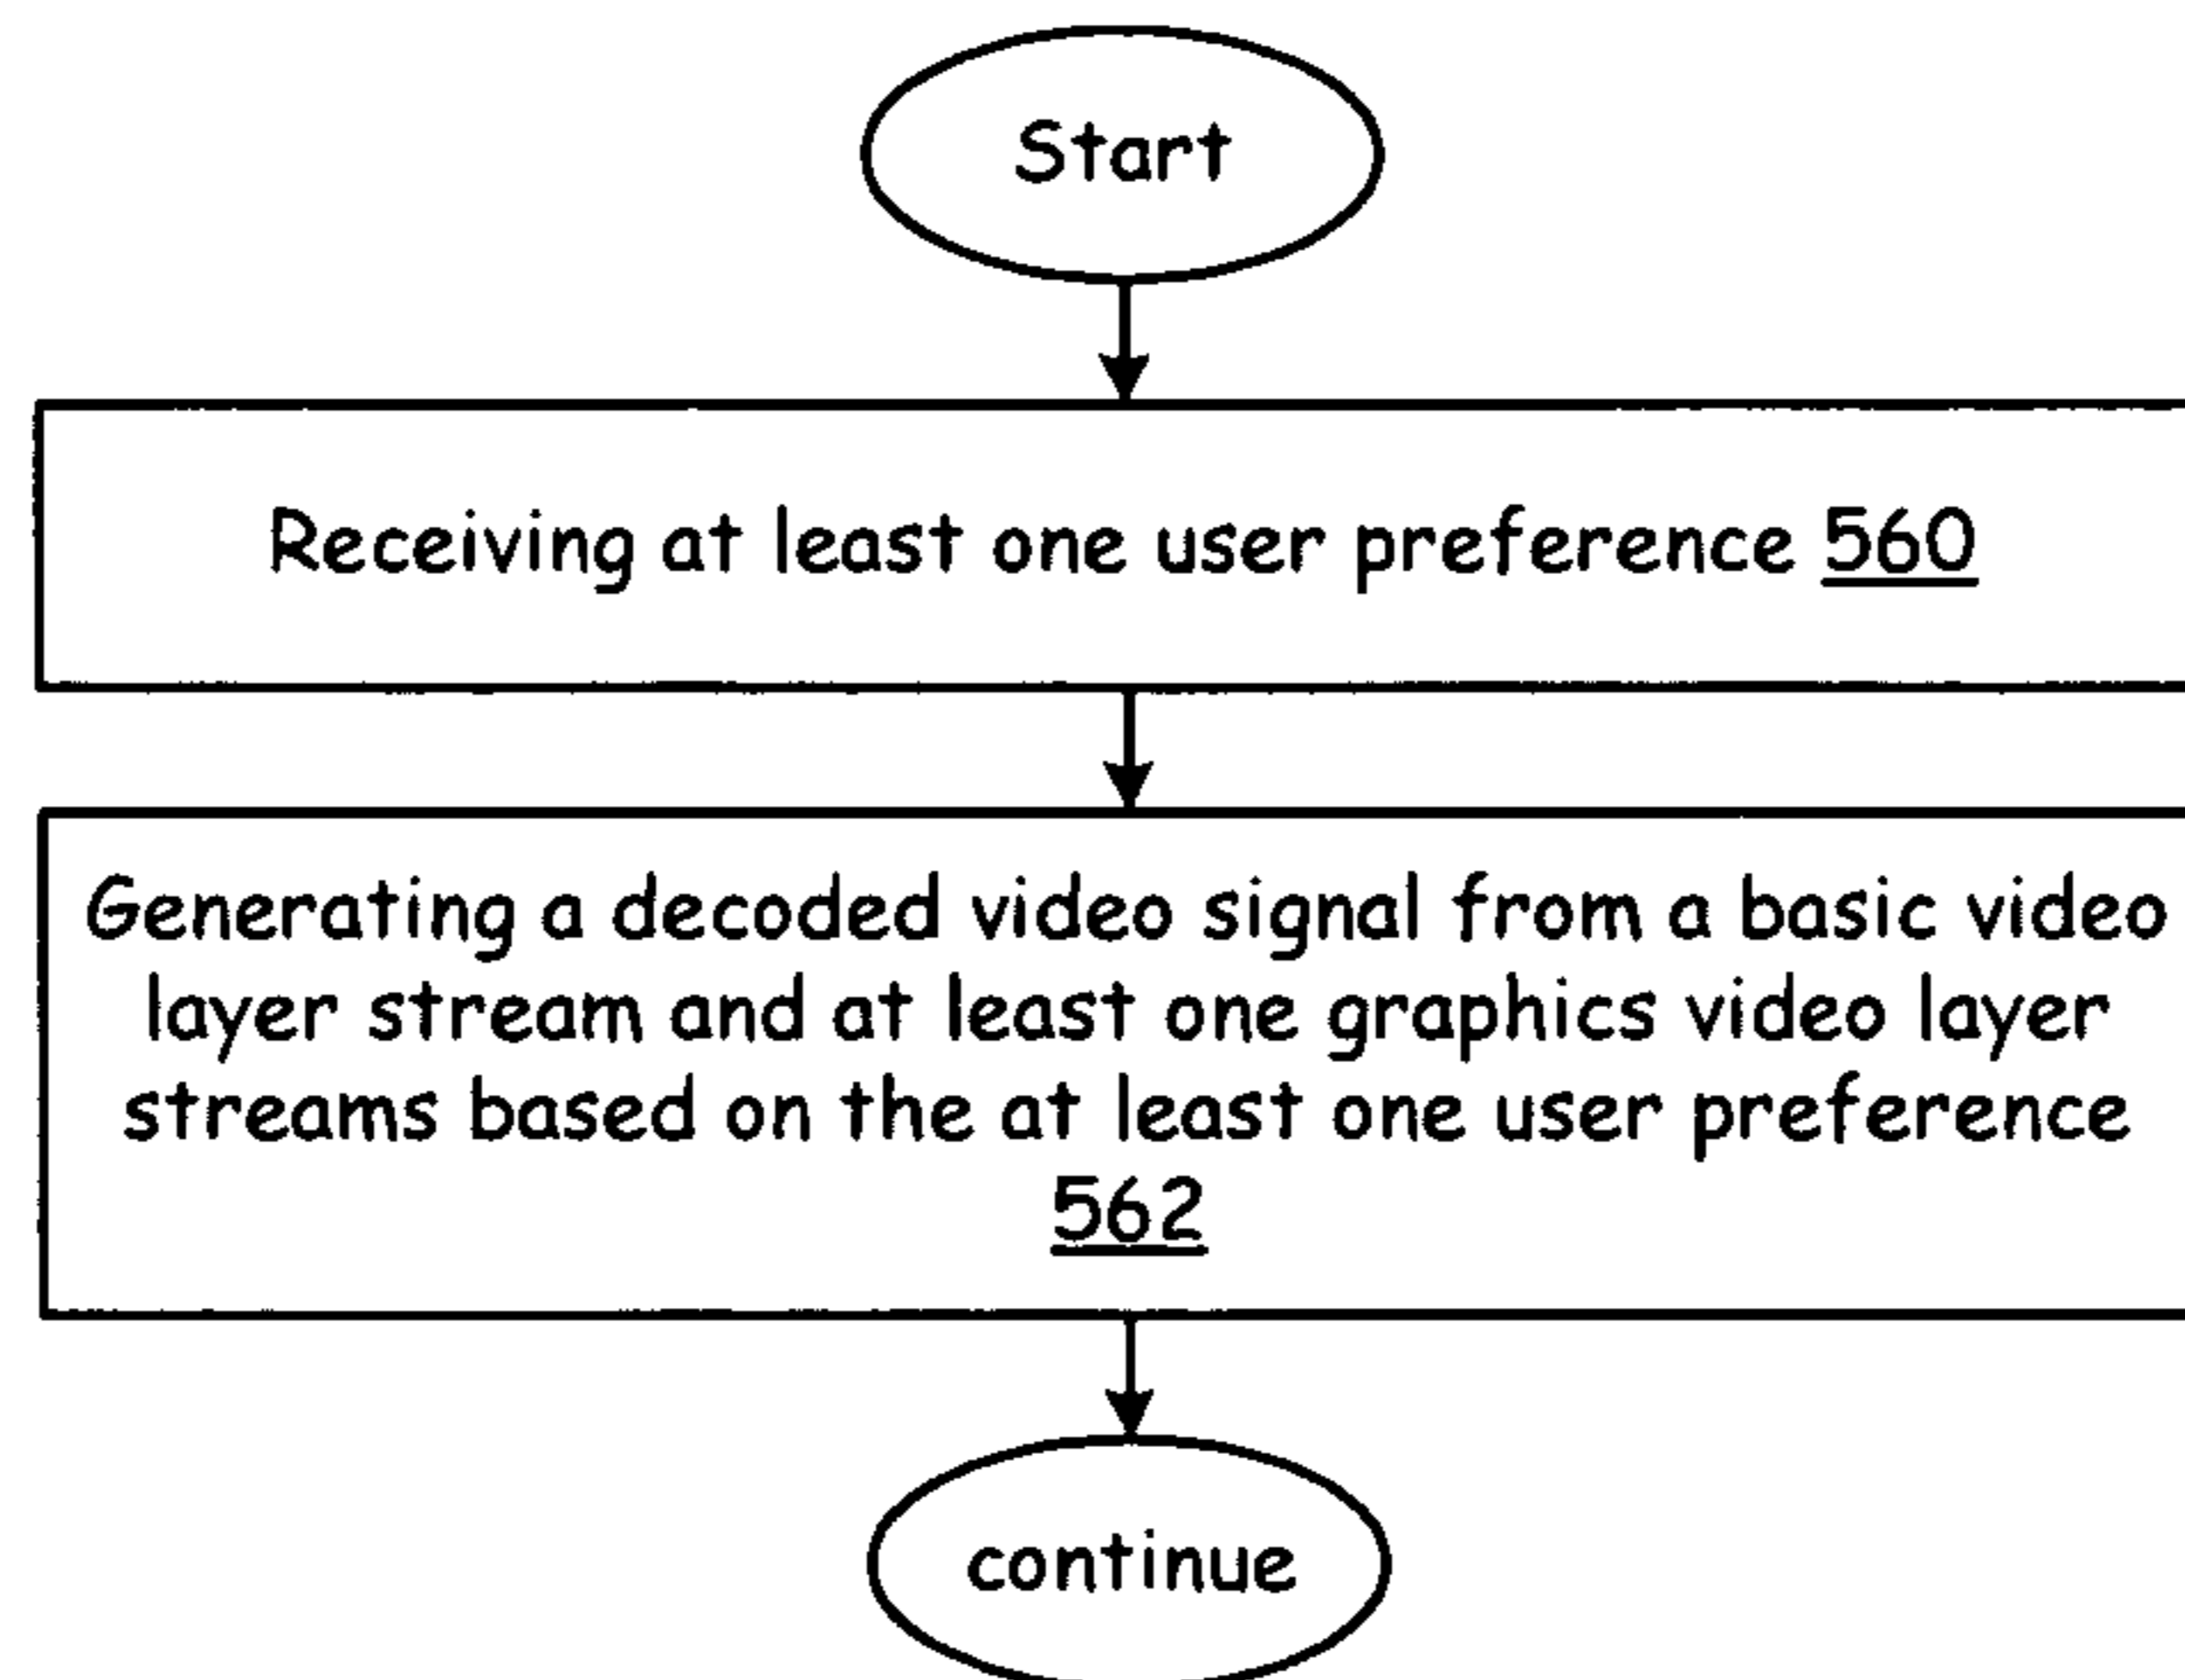 Start
Receiving at least one user preference 560
Generating a decoded video signal from a basic video
layer stream and at least one graphics video layer
streams based on the at least one user preference
562
continue